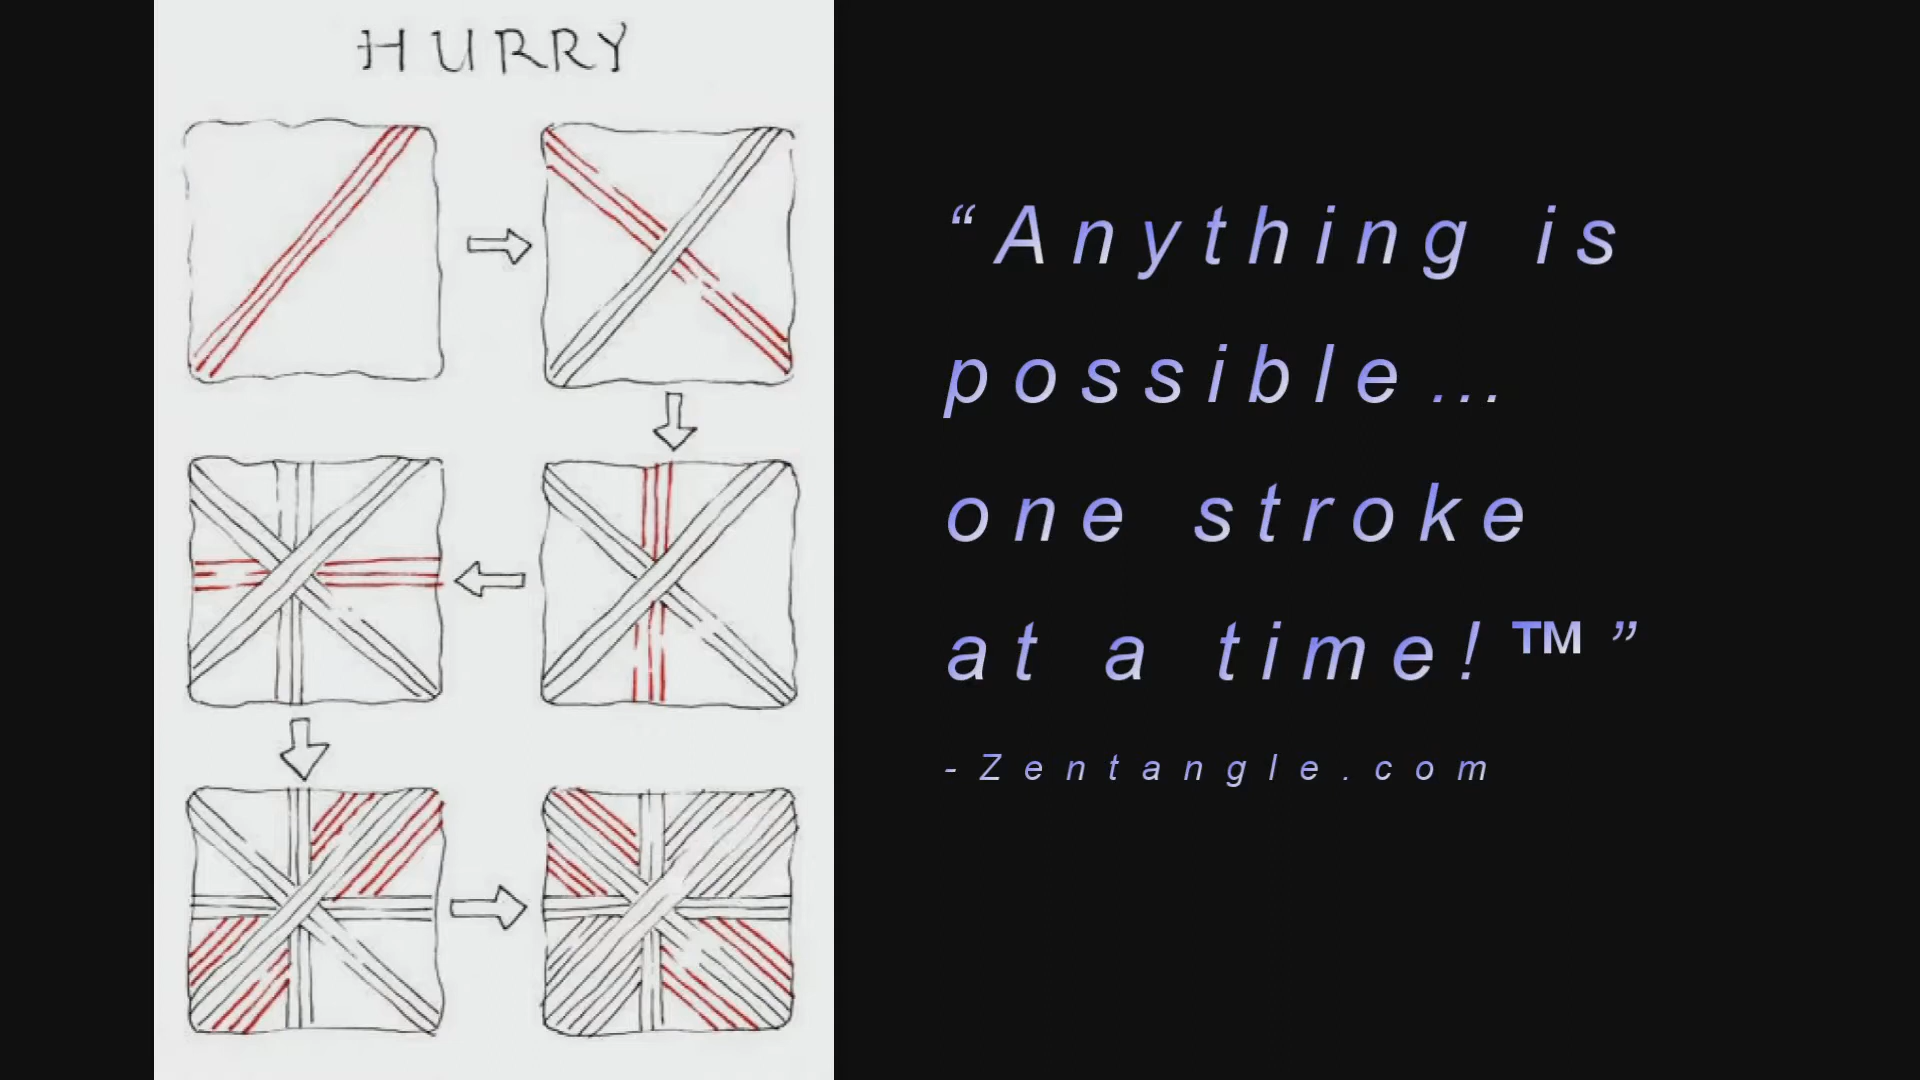 HURRY
“Anything is
possible...
one stroke
at a time!™”
-Zentangle.com